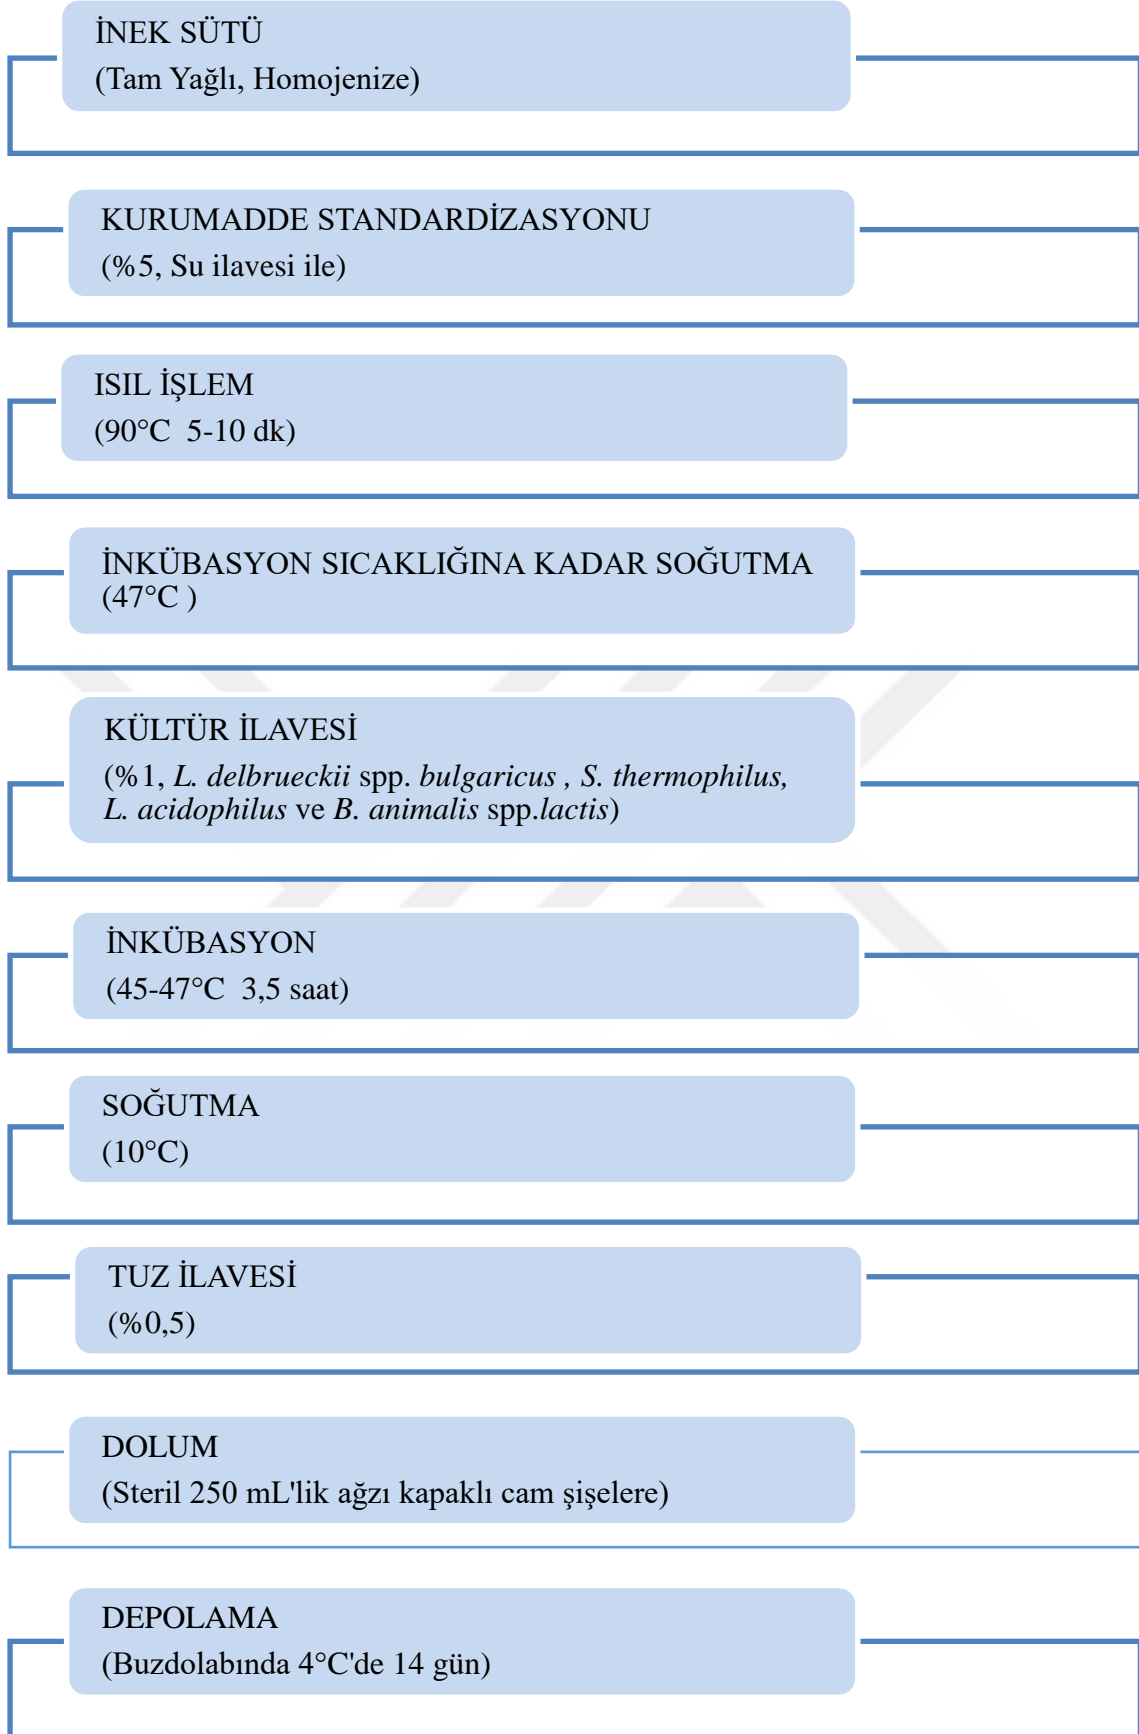 İNEK SÜTÜ
(Tam Yağlı, Homojenize)
KURUMADDE STANDARDİZASYONU
(%5, Su ilavesi ile)
ISIL İŞLEM
(90°C  5-10 dk)
İNKÜBASYON SICAKLIĞINA KADAR SOĞUTMA
(47°C )
KÜLTÜR İLAVESİ
(%1, L. delbrueckii spp. bulgaricus , S. thermophilus,
L. acidophilus ve B. animalis spp.lactis)
İNKÜBASYON
(45-47°C  3,5 saat)
SOĞUTMA
(10°C)
TUZ İLAVESİ
(%0,5)
DOLUM
(Steril 250 mL'lik ağzı kapaklı cam şişelere)
DEPOLAMA
(Buzdolabında 4°C'de 14 gün)